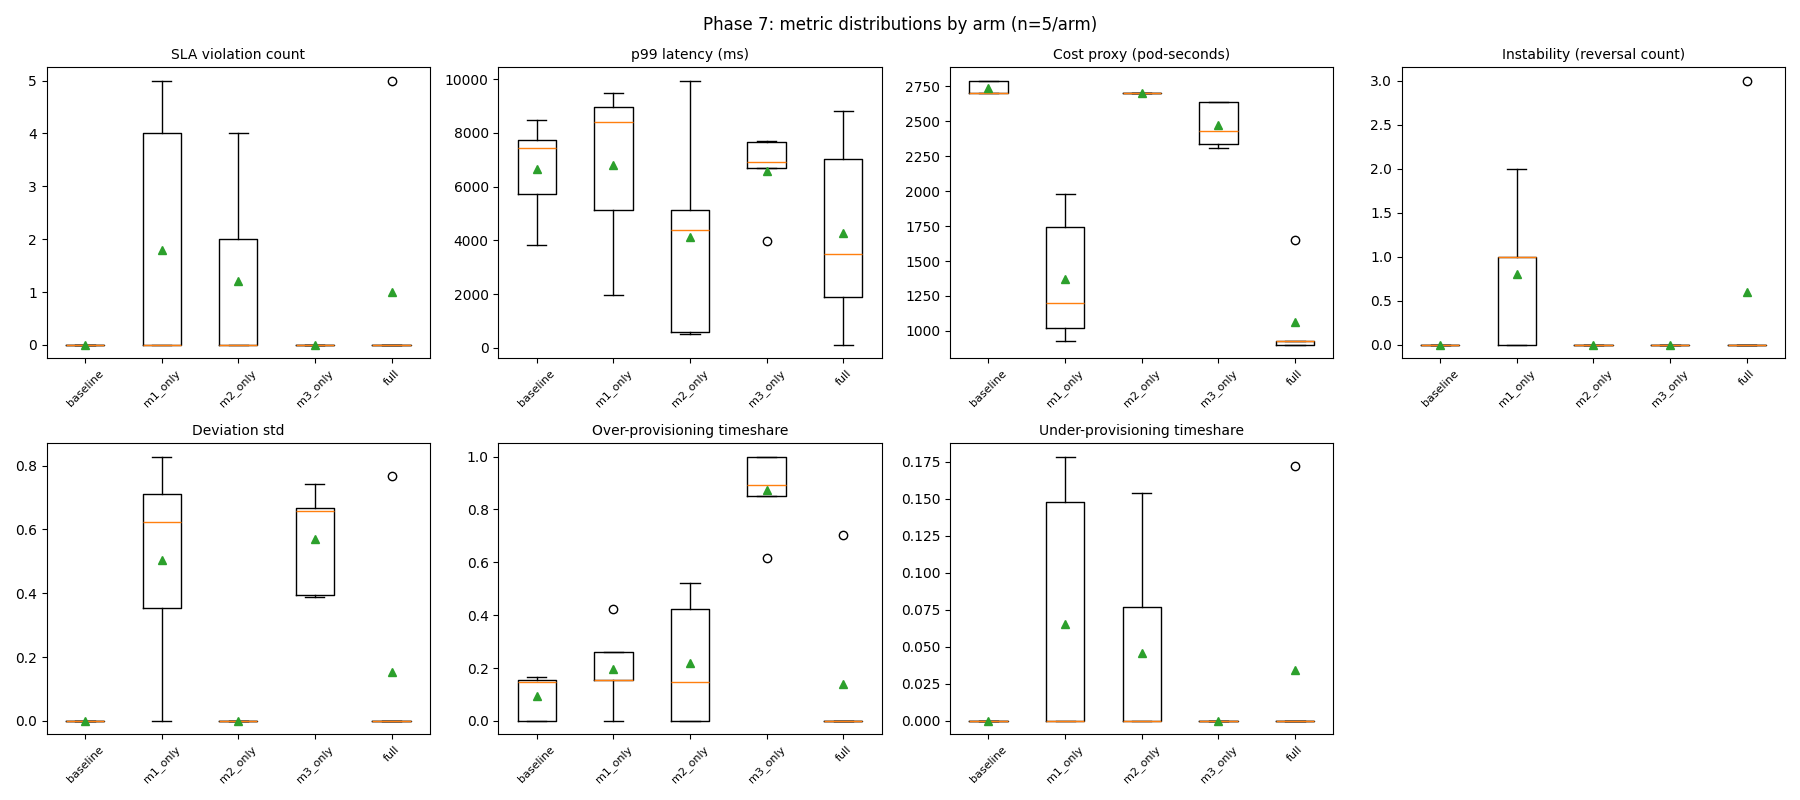 Phase 7: metric distributions by arm (n=5/arm)
SLA violation count
5
4
3
2
1
0
baseline
m1_only
m2_only
m3_only
full
p99 latency (ms)
10000
8000
6000
4000
2000
0
baseline
m1_only
m2_only
m3_only
full
Cost proxy (pod-seconds)
2750
2500
2250
2000
1750
1500
1250
1000
baseline
m1_only
m2_only
m3_only
full
Instability (reversal count)
3.0
2.5
2.0
1.5
1.0
0.5
0.0
baseline
m1_only
m2_only
m3_only
full
Deviation std
0.8
0.6
0.4
0.2
0.0
baseline
m1_only
m2_only
m3_only
full
Over-provisioning timeshare
1.0
0.8
0.6
0.4
0.2
0.0
baseline
m1_only
m2_only
m3_only
full
Under-provisioning timeshare
0.175
0.150
0.125
0.100
0.075
0.050
0.025
0.000
baseline
m1_only
m2_only
m3_only
full